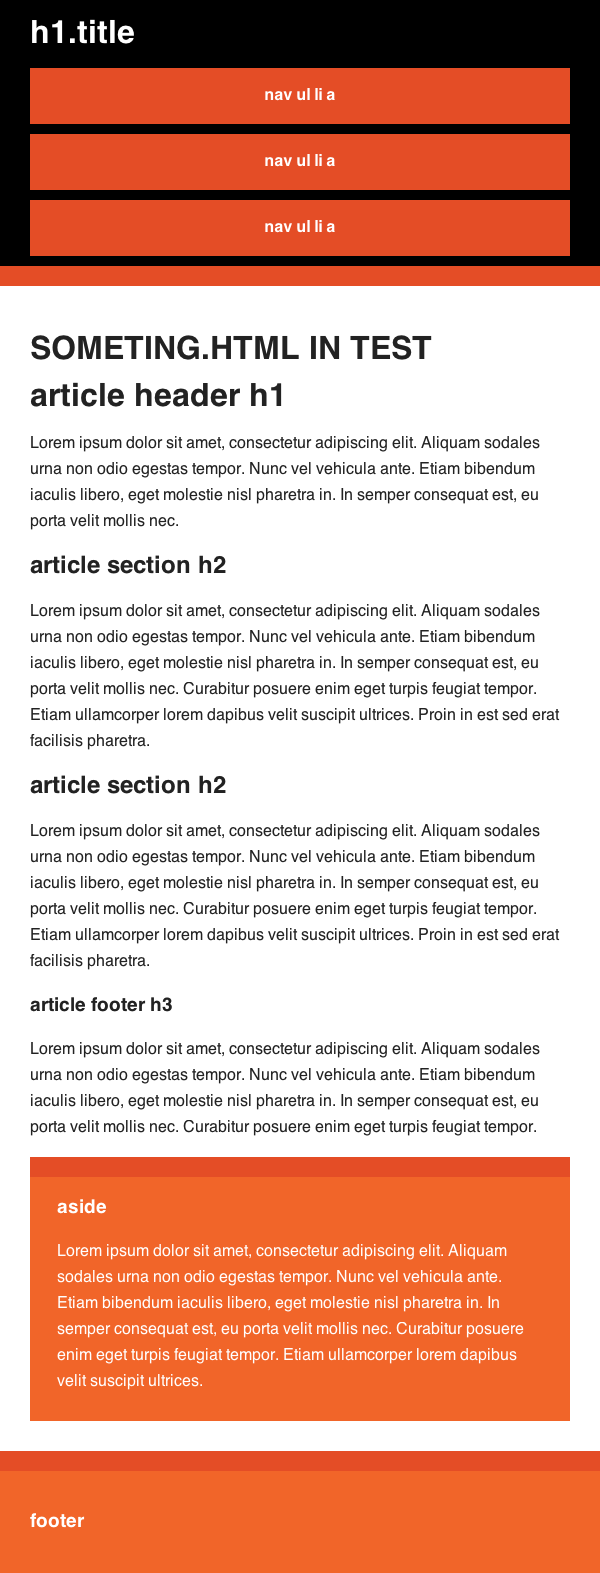 h1.title
nav ul li a
nav ul li a
nav ul li a
SOMETING.HTML IN TEST
article header h1
Lorem ipsum dolor sit amet, consectetur adipiscing elit. Aliquam sodales
urna non odio egestas tempor. Nunc vel vehicula ante. Etiam bibendum
iaculis libero, eget molestie nisl pharetra in. In semper consequat est, eu
porta velit mollis nec.
article section h2
Lorem ipsum dolor sit amet, consectetur adipiscing elit. Aliquam sodales
urna non odio egestas tempor. Nunc vel vehicula ante. Etiam bibendum
iaculis libero, eget molestie nisl pharetra in. In semper consequat est, eu
porta velit mollis nec. Curabitur posuere enim eget turpis feugiat tempor.
Etiam ullamcorper lorem dapibus velit suscipit ultrices. Proin in est sed erat
facilisis pharetra.
article section h2
Lorem ipsum dolor sit amet, consectetur adipiscing elit. Aliquam sodales
urna non odio egestas tempor. Nunc vel vehicula ante. Etiam bibendum
iaculis libero, eget molestie nisl pharetra in. In semper consequat est, eu
porta velit mollis nec. Curabitur posuere enim eget turpis feugiat tempor.
Etiam ullamcorper lorem dapibus velit suscipit ultrices. Proin in est sed erat
facilisis pharetra.
article footer h3
Lorem ipsum dolor sit amet, consectetur adipiscing elit. Aliquam sodales
urna non odio egestas tempor. Nunc vel vehicula ante. Etiam bibendum
iaculis libero, eget molestie nisl pharetra in. In semper consequat est, eu
porta velit mollis nec. Curabitur posuere enim eget turpis feugiat tempor.
aside
Lorem ipsum dolor sit amet, consectetur adipiscing elit. Aliquam
sodales urna non odio egestas tempor. Nunc vel vehicula ante.
Etiam bibendum iaculis libero, eget molestie nisl pharetra in. In
semper consequat est, eu porta velit mollis nec. Curabitur posuere
enim eget turpis feugiat tempor. Etiam ullamcorper lorem dapibus
velit suscipit ultrices.
footer